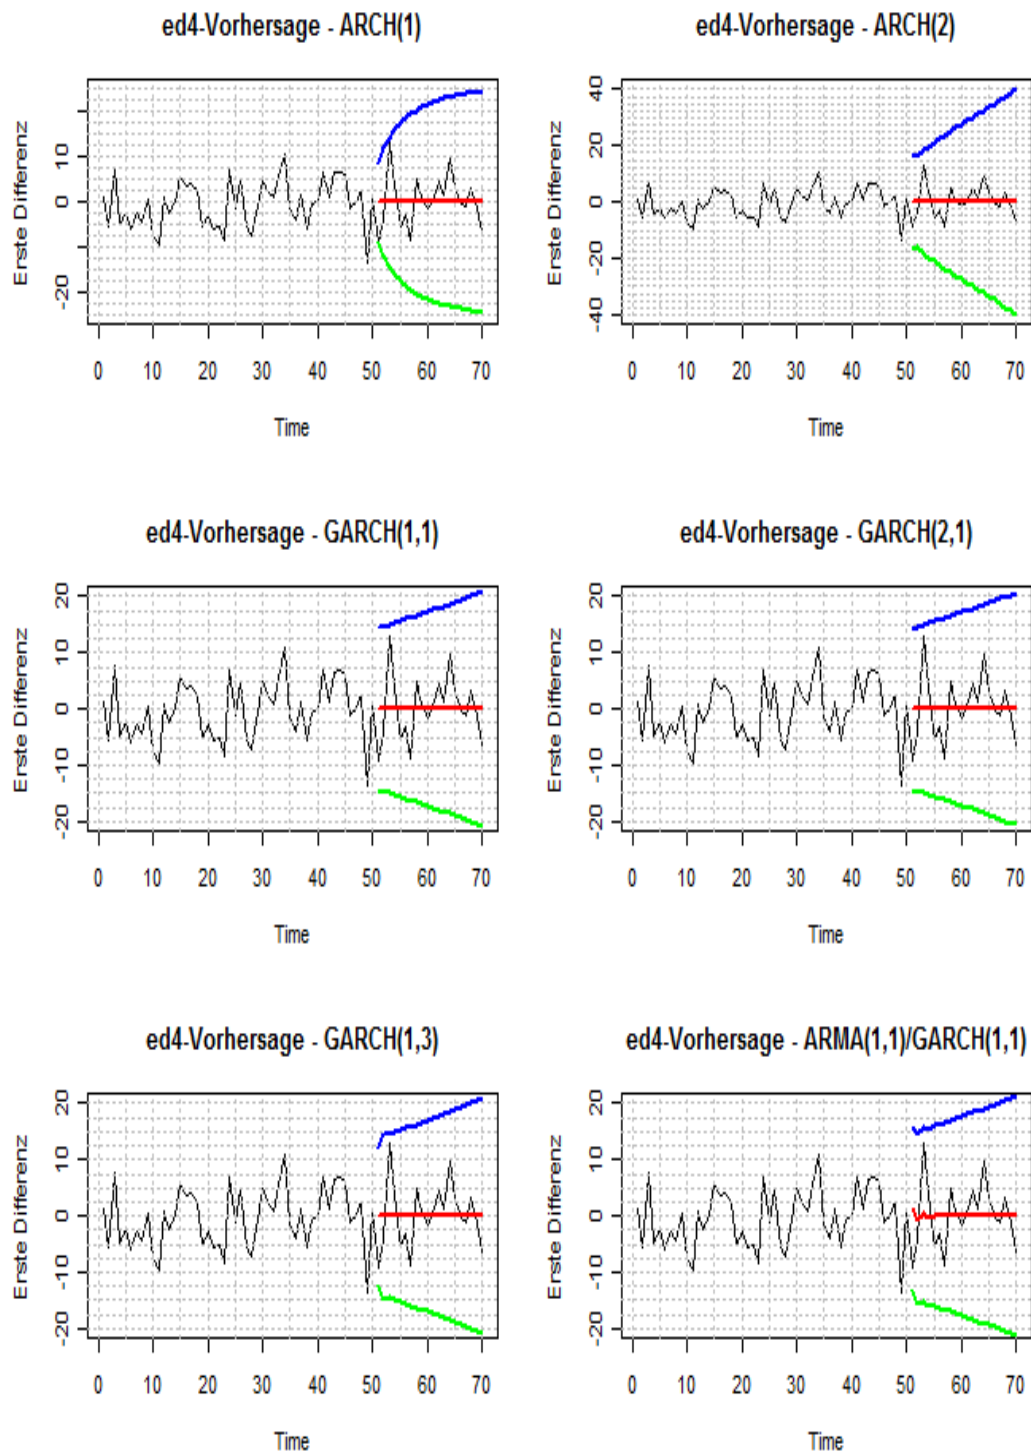 ed4-Vorhersage - ARCH(1)
Erste Differenz
10
0
-20
0 10 20 30 40 50 60 70
Time
ed4-Vorhersage - ARCH(2)
Erste Differenz
40
20
0
-20
-40
0 10 20 30 40 50 60 70
Time
ed4-Vorhersage - GARCH(1,1)
Erste Differenz
20
10
0
-10
-20
0 10 20 30 40 50 60 70
Time
ed4-Vorhersage - GARCH(2,1)
Erste Differenz
20
10
0
-10
-20
0 10 20 30 40 50 60 70
Time
ed4-Vorhersage - GARCH(1,3)
Erste Differenz
20
10
0
-10
-20
0 10 20 30 40 50 60 70
Time
ed4-Vorhersage - ARMA(1,1)/GARCH(1,1)
Erste Differenz
20
10
0
-10
-20
0 10 20 30 40 50 60 70
Time